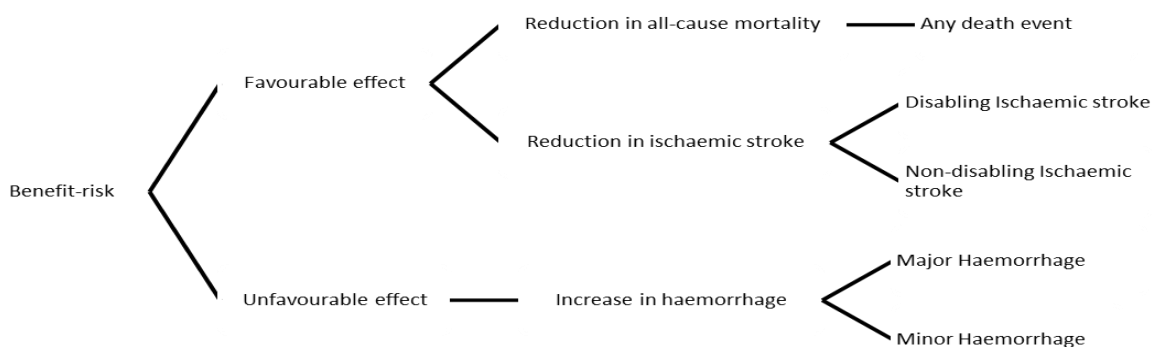 Reduction in all-cause mortality
Any death event
Favourable effect
Disabling Ischaemic stroke
Reduction in ischaemic stroke
Non-disabling Ischaemic
stroke
Benefit-risk
Major Haemorrhage
Unfavourable effect
Increase in haemorrhage
Minor Haemorrhage